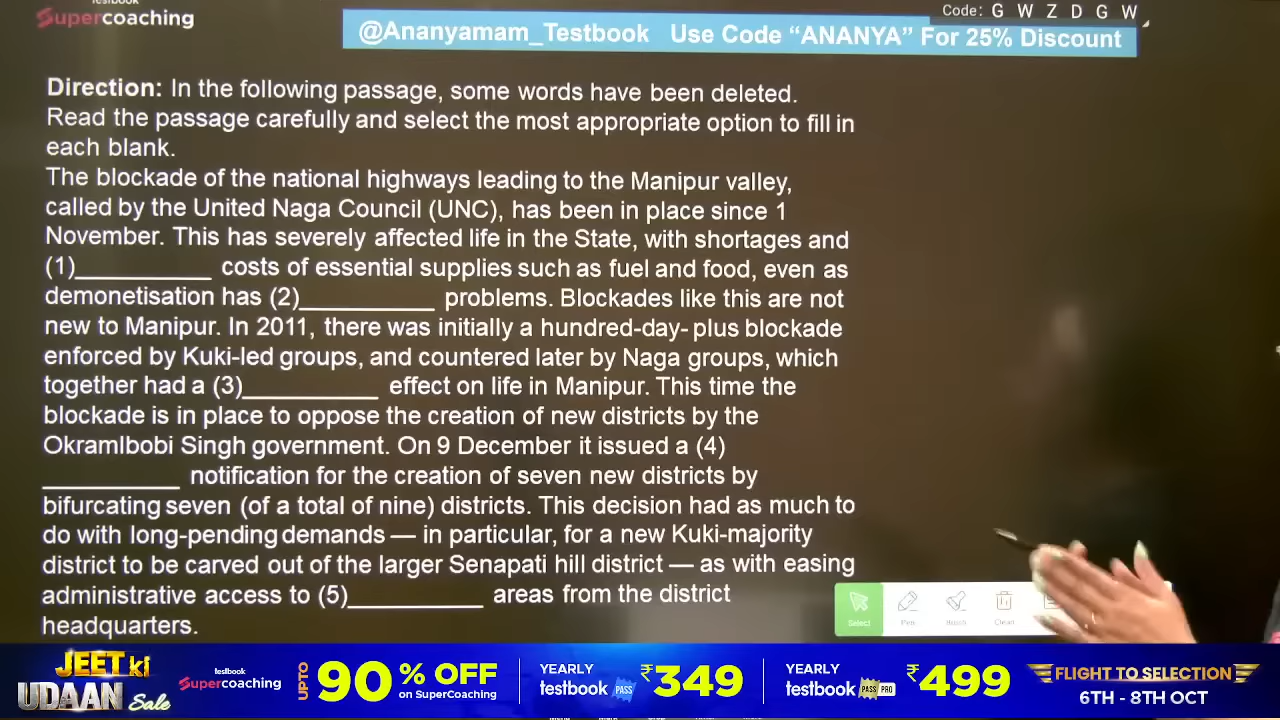 testbook
Supercoaching
Code: G W Z D G W
@Ananyamam_Testbook Use Code “ANANYA” For 25% Discount
Direction: In the following passage, some words have been deleted.
Read the passage carefully and select the most appropriate option to fill in
each blank.
The blockade of the national highways leading to the Manipur valley,
called by the United Naga Council (UNC), has been in place since 1
November. This has severely affected life in the State, with shortages and
(1)__________ costs of essential supplies such as fuel and food, even as
demonetisation has (2)__________ problems. Blockades like this are not
new to Manipur. In 2011, there was initially a hundred-day- plus blockade
enforced by Kuki-led groups, and countered later by Naga groups, which
together had a (3)__________ effect on life in Manipur. This time the
blockade is in place to oppose the creation of new districts by the
OkramIbobi Singh government. On 9 December it issued a (4)
__________ notification for the creation of seven new districts by
bifurcating seven (of a total of nine) districts. This decision had as much to
do with long-pending demands — in particular, for a new Kuki-majority
district to be carved out of the larger Senapati hill district — as with easing
administrative access to (5)__________ areas from the district
headquarters.
Select Pen Brush Clean
JEET ki
UDAAN Sale
testbook
Supercoaching
UPTO 90% OFF
on SuperCoaching
YEARLY
testbook PASS
₹349
YEARLY
testbook PASS PRO
₹499
FLIGHT TO SELECTION
6TH - 8TH OCT